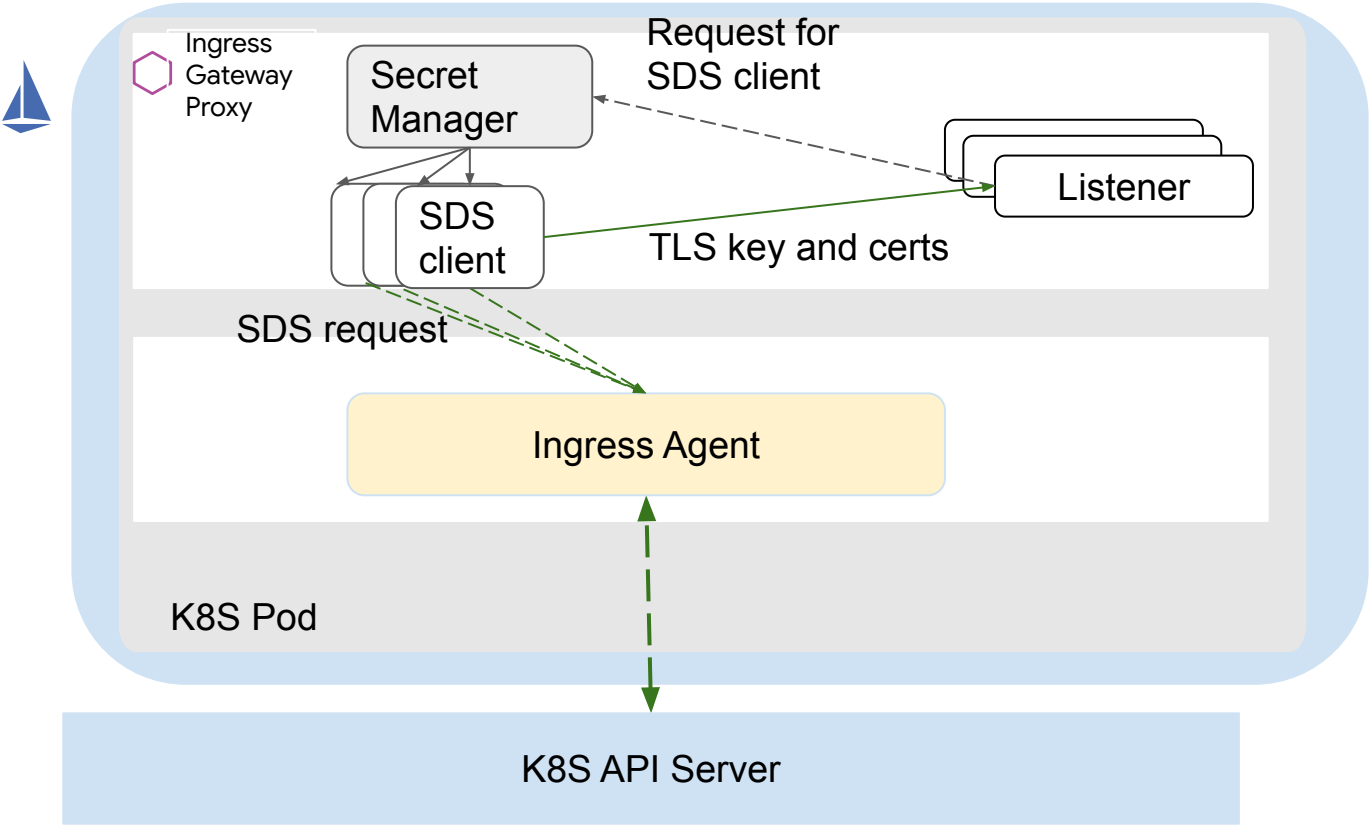 Ingress
Gateway
Proxy
Secret
Manager
Request for
SDS client
Listener
SDS
client
TLS key and certs
SDS request
Ingress Agent
K8S Pod
K8S API Server